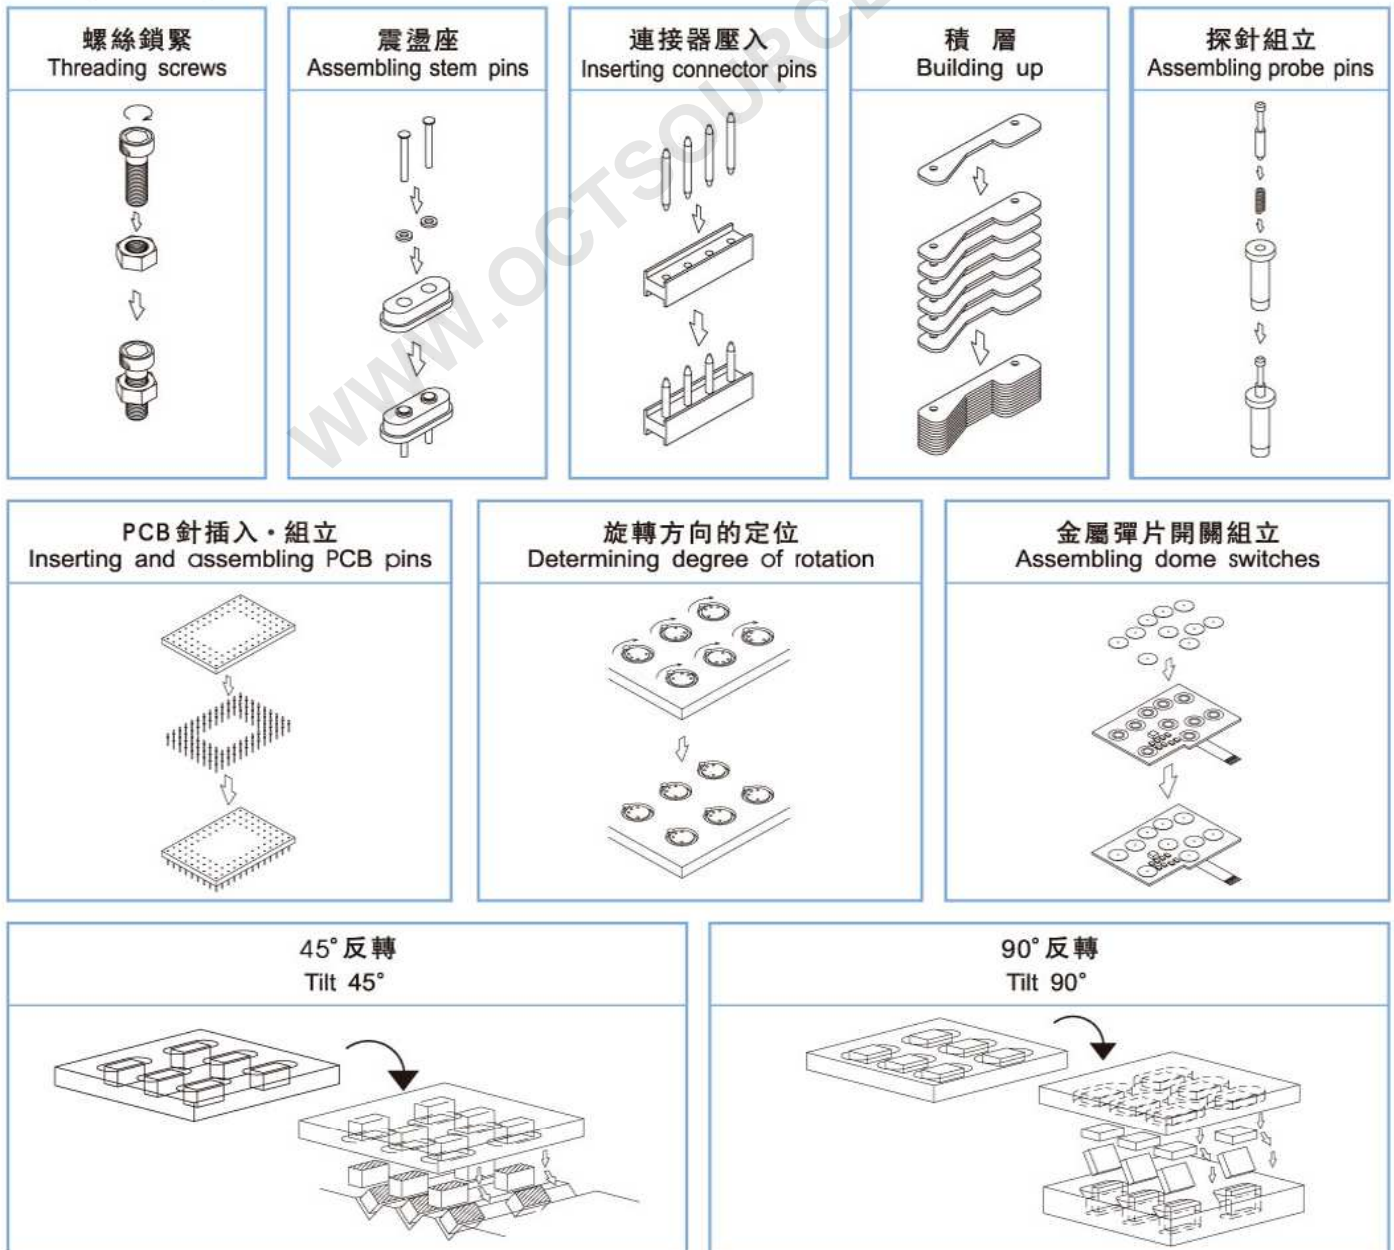 螺絲鎖緊
Threading screws
震盪座
Assembling stem pins
連接器壓入
Inserting connector pins
積 層
Building up
探針組立
Assembling probe pins
PCB針插入・組立
Inserting and assembling PCB pins
旋轉方向的定位
Determining degree of rotation
金屬彈片開關組立
Assembling dome switches
45°反轉
Tilt 45°
90°反轉
Tilt 90°
WWW.OCTSOURCE